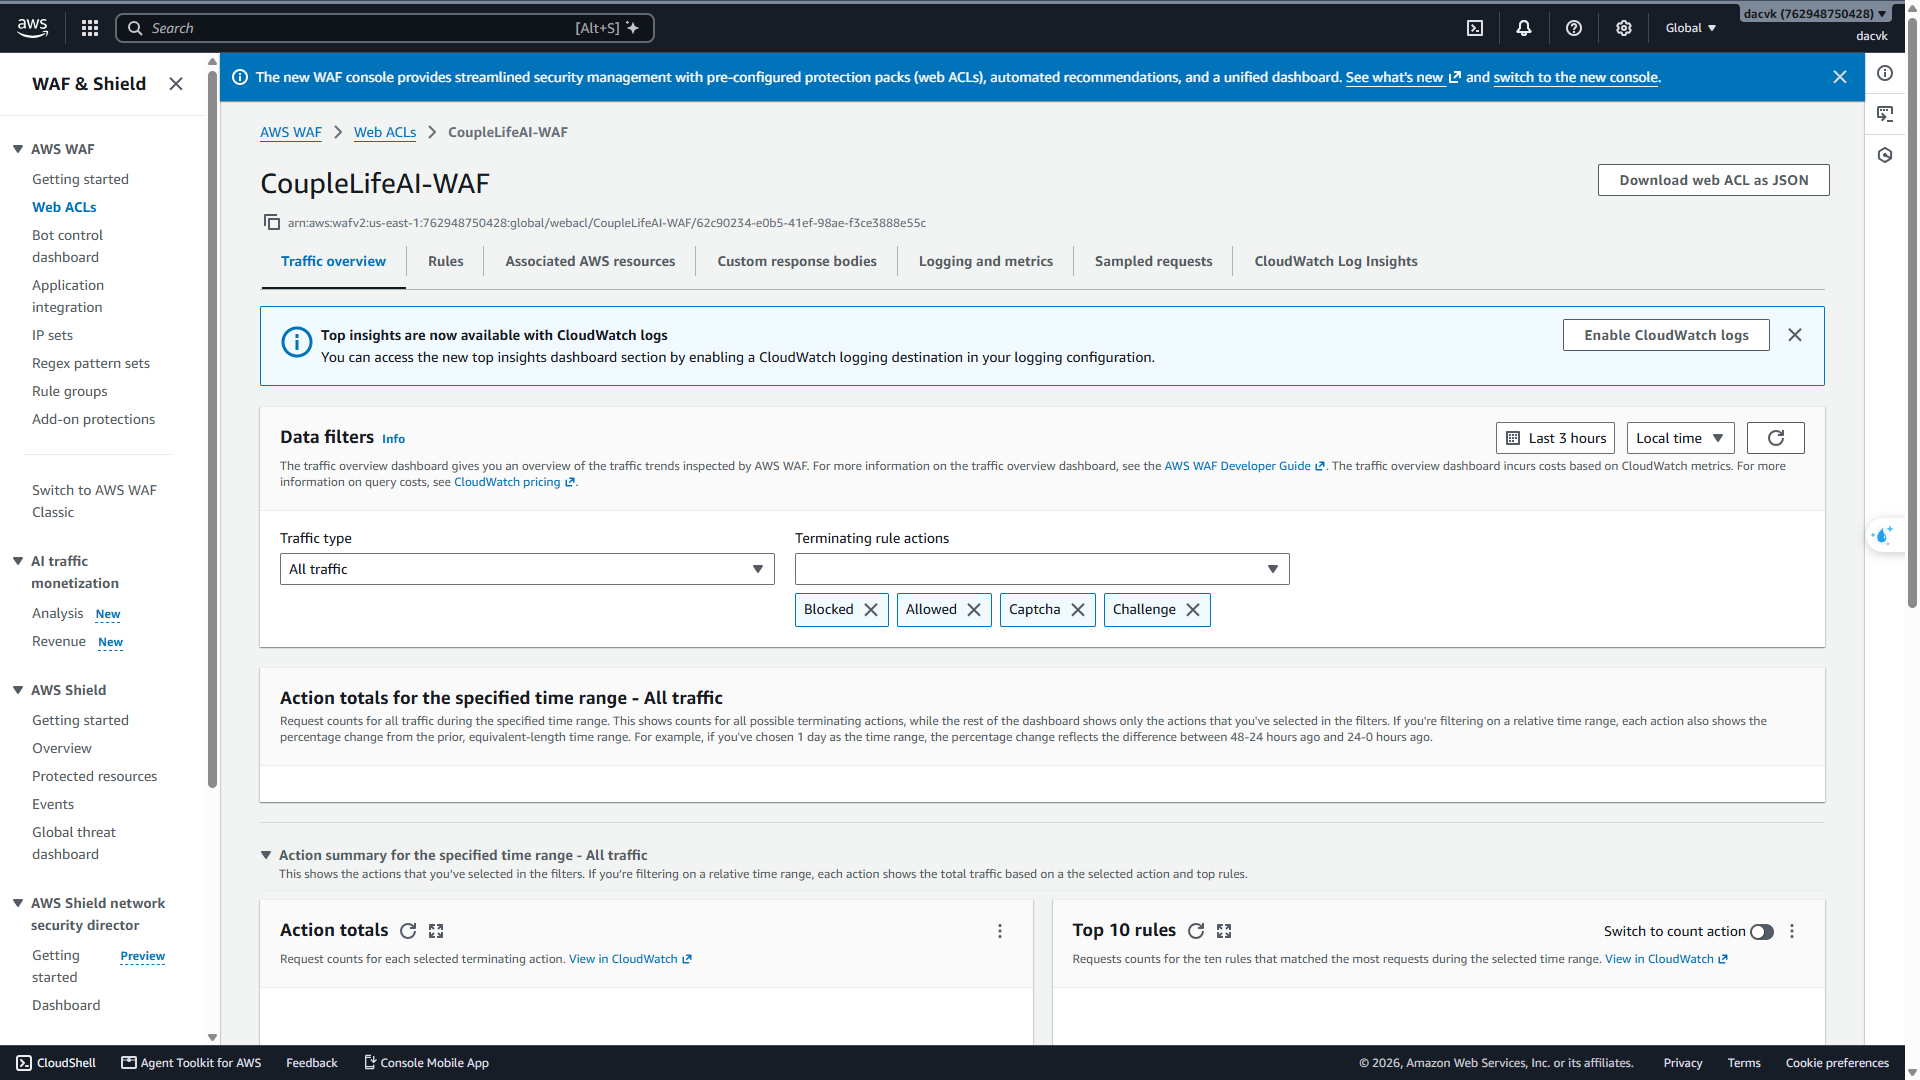 aws
Search
[Alt+S]
Global
dacvk (762948750428)
dacvk
WAF & Shield
AWS WAF
Getting started
Web ACLs
Bot control
dashboard
Application
integration
IP sets
Regex pattern sets
Rule groups
Add-on protections
Switch to AWS WAF
Classic
AI traffic
monetization
Analysis New
Revenue New
AWS Shield
Getting started
Overview
Protected resources
Events
Global threat
dashboard
AWS Shield network
security director
Getting
started
Preview
Dashboard
The new WAF console provides streamlined security management with pre-configured protection packs (web ACLs), automated recommendations, and a unified dashboard. See what's new and switch to the new console.
AWS WAF
Web ACLs
CoupleLifeAI-WAF
CoupleLifeAI-WAF
Download web ACL as JSON
arn:aws:wafv2:us-east-1:762948750428:global/webacl/CoupleLifeAI-WAF/62c90234-e0b5-41ef-98ae-f3ce3888e55c
Traffic overview
Rules
Associated AWS resources
Custom response bodies
Logging and metrics
Sampled requests
CloudWatch Log Insights
Top insights are now available with CloudWatch logs
You can access the new top insights dashboard section by enabling a CloudWatch logging destination in your logging configuration.
Enable CloudWatch logs
Data filters Info
Last 3 hours
Local time
The traffic overview dashboard gives you an overview of the traffic trends inspected by AWS WAF. For more information on the traffic overview dashboard, see the AWS WAF Developer Guide. The traffic overview dashboard incurs costs based on CloudWatch metrics. For more
information on query costs, see CloudWatch pricing.
Traffic type
All traffic
Terminating rule actions
Blocked
Allowed
Captcha
Challenge
Action totals for the specified time range - All traffic
Request counts for all traffic during the specified time range. This shows counts for all possible terminating actions, while the rest of the dashboard shows only the actions that you've selected in the filters. If you're filtering on a relative time range, each action also shows the
percentage change from the prior, equivalent-length time range. For example, if you've chosen 1 day as the time range, the percentage change reflects the difference between 48-24 hours ago and 24-0 hours ago.
Action summary for the specified time range - All traffic
This shows the actions that you've selected in the filters. If you're filtering on a relative time range, each action shows the total traffic based on a the selected action and top rules.
Action totals
Request counts for each selected terminating action. View in CloudWatch
Top 10 rules
Switch to count action
Requests counts for the ten rules that matched the most requests during the selected time range. View in CloudWatch
CloudShell
Agent Toolkit for AWS
Feedback
Console Mobile App
© 2026, Amazon Web Services, Inc. or its affiliates.
Privacy
Terms
Cookie preferences